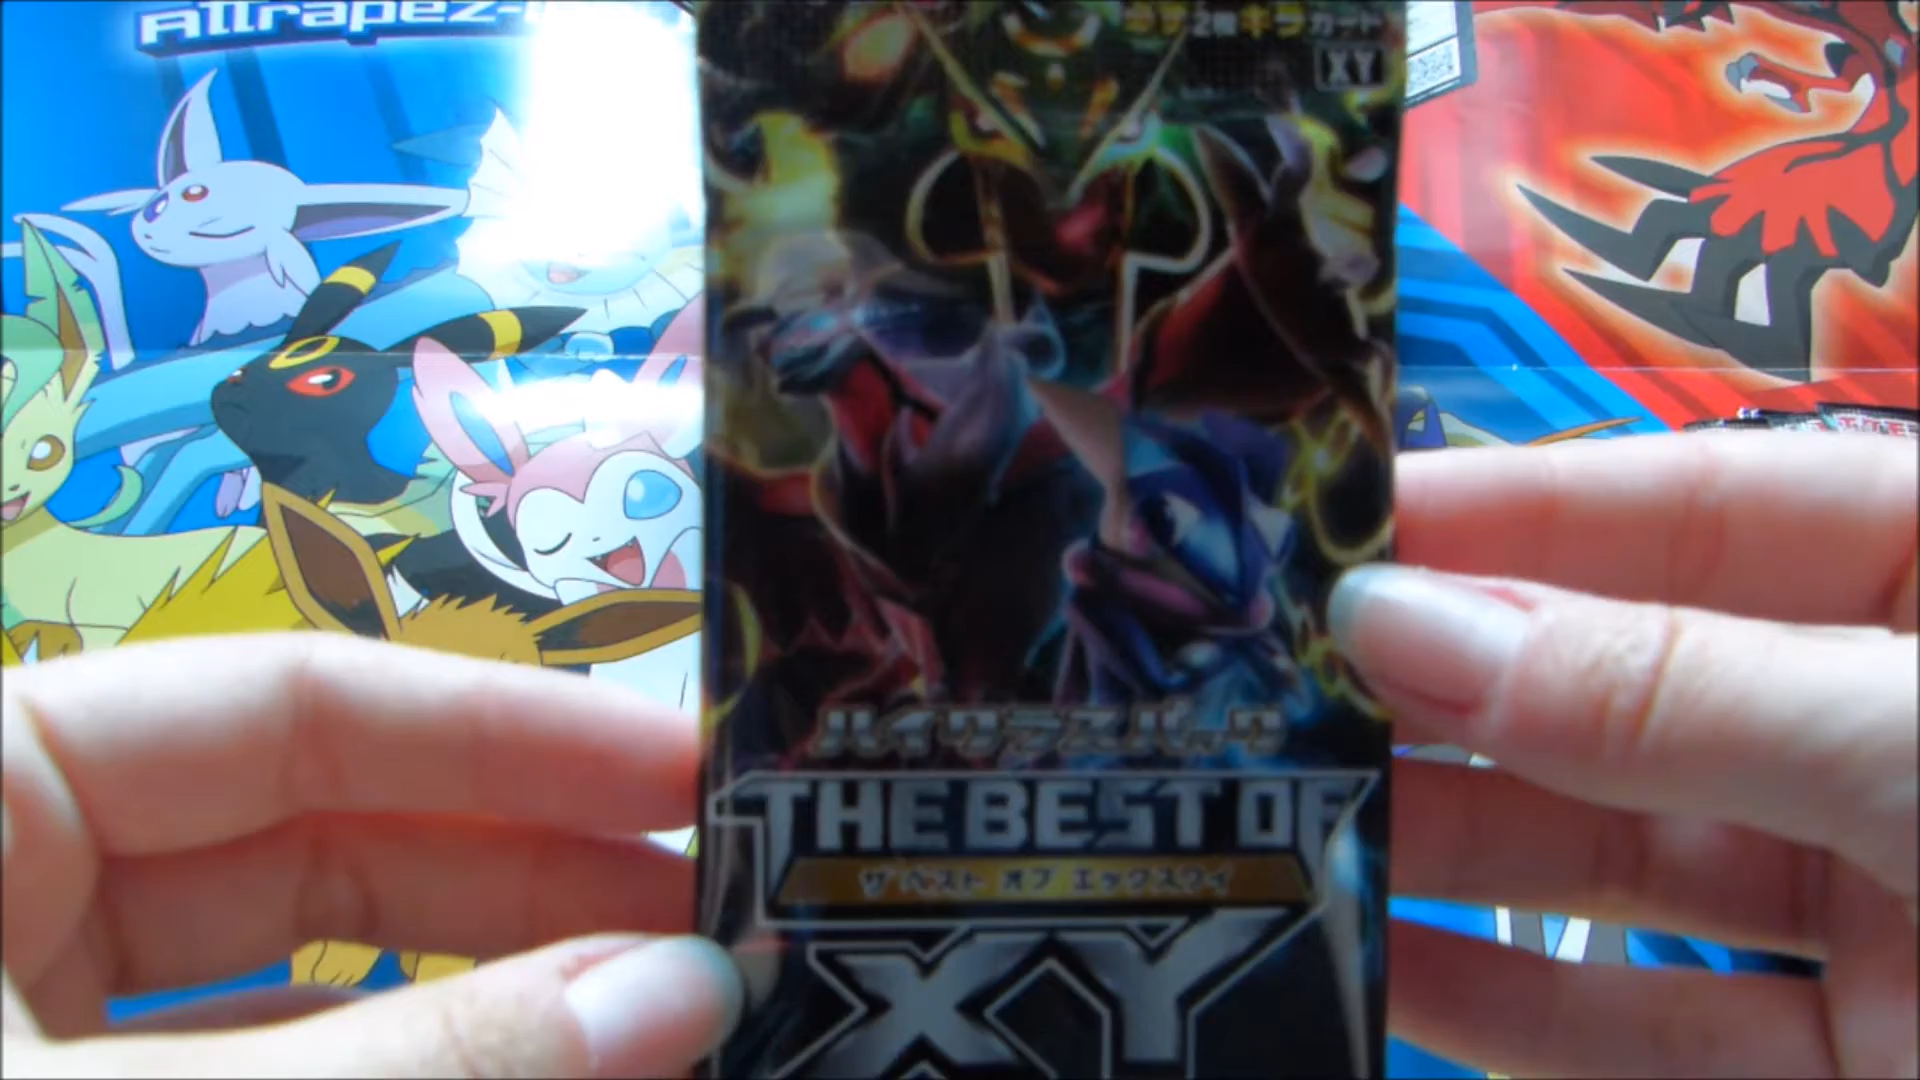 Attrapez-
2種キラカード
XY
ハイクラスパック
THE BEST OF
ザ ベスト オブ エックスワイ
XY